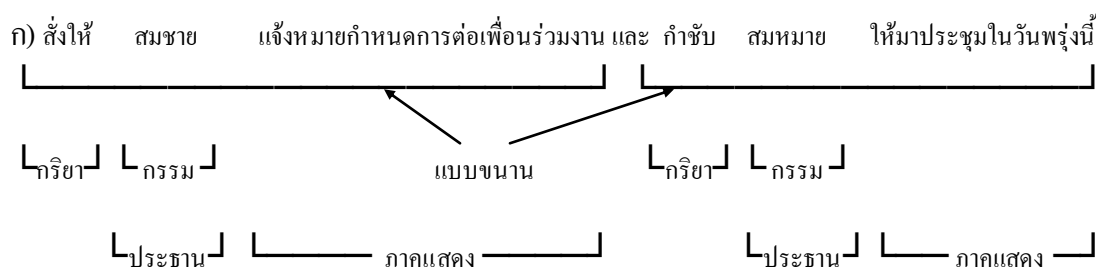 ก) สั่งให้ สมชาย แจ้งหมายกำหนดการต่อเพื่อนร่วมงาน และ กำชับ สมหมาย ให้มาประชุมในวันพรุ่งนี้
กริยา กรรม แบบขนาน กริยา กรรม
ประธาน ภาคแสดง ประธาน ภาคแสดง